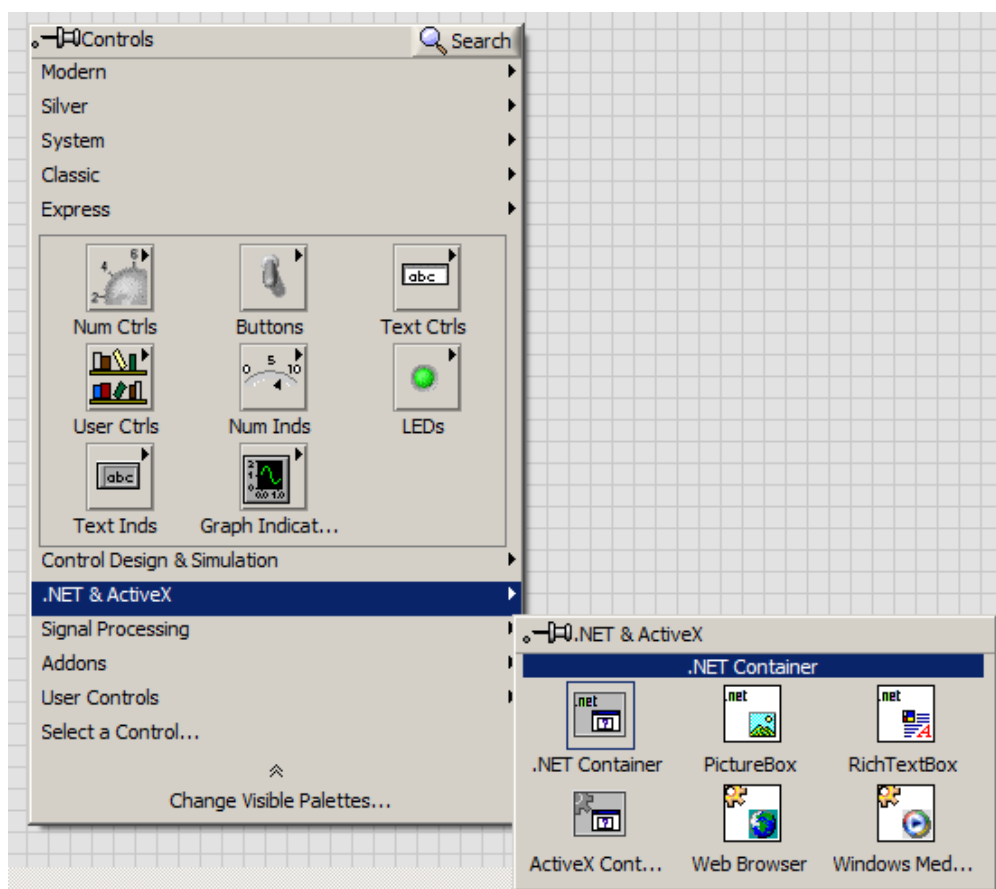 Controls Search
Modern
Silver
System
Classic
Express
Num Ctrls Buttons Text Ctrls
User Ctrls Num Inds LEDs
Text Inds Graph Indicat...
Control Design & Simulation
.NET & ActiveX
Signal Processing
Addons
User Controls
Select a Control...
Change Visible Palettes...
.NET & ActiveX
.NET Container
.NET Container PictureBox RichTextBox
ActiveX Cont... Web Browser Windows Med...